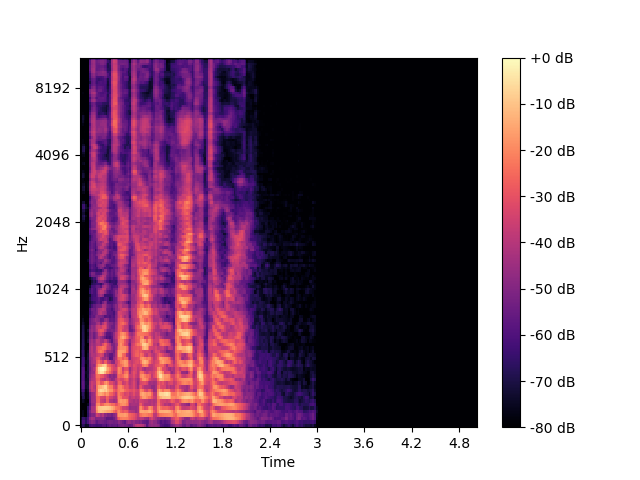 +0 dB
8192
-10 dB
4096
-20 dB
-30 dB
2048
Hz
-40 dB
1024
-50 dB
-60 dB
512
-70 dB
0
-80 dB
0 0.6 1.2 1.8 2.4 3 3.6 4.2 4.8
Time